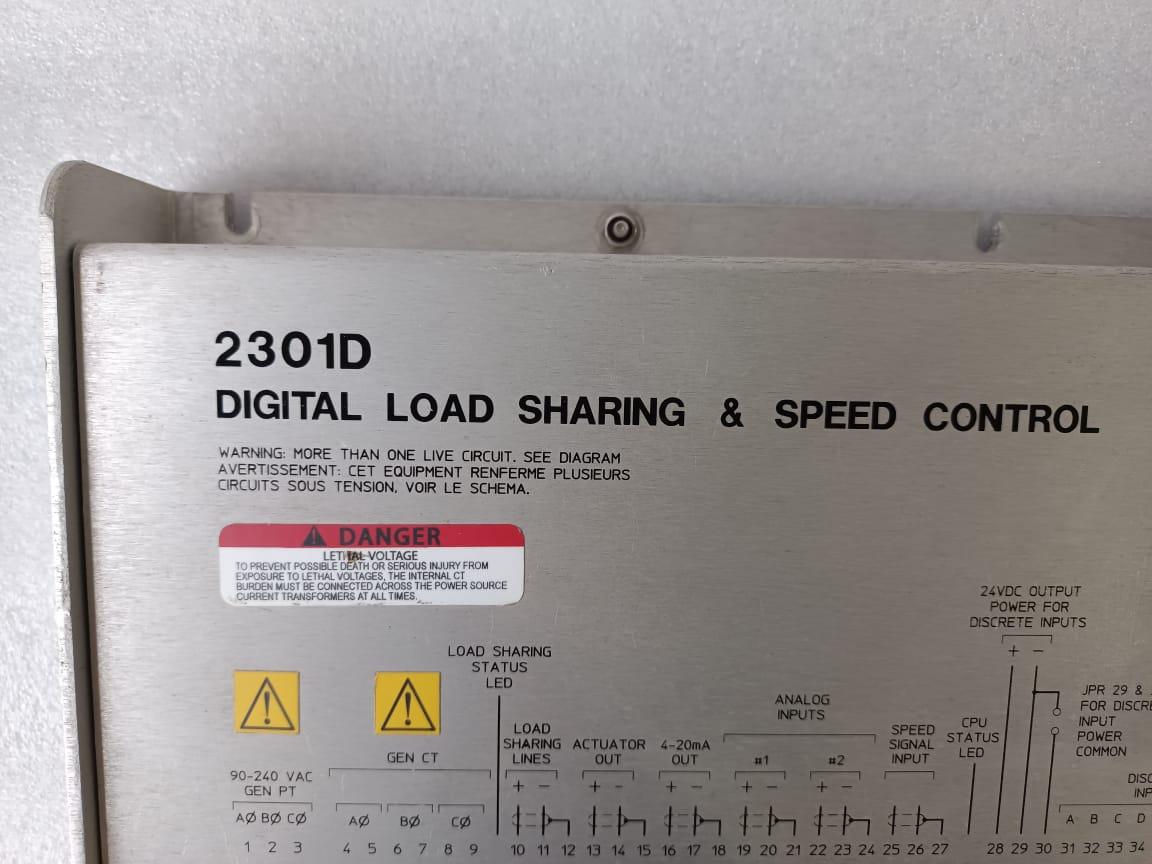 2301D
DIGITAL LOAD SHARING & SPEED CONTROL
WARNING: MORE THAN ONE LIVE CIRCUIT. SEE DIAGRAM
AVERTISSEMENT: CET EQUIPMENT RENFERME PLUSIEURS
CIRCUITS SOUS TENSION, VOIR LE SCHEMA.
DANGER
LETHAL VOLTAGE
TO PREVENT POSSIBLE DEATH OR SERIOUS INJURY FROM
EXPOSURE TO LETHAL VOLTAGES, THE INTERNAL CT
BURDEN MUST BE CONNECTED ACROSS THE POWER SOURCE
CURRENT TRANSFORMERS AT ALL TIMES.
24VDC OUTPUT
POWER FOR
DISCRETE INPUTS
+ −
LOAD SHARING
STATUS
LED
JPR 29 &
FOR DISCRE
INPUT
POWER
COMMON
ANALOG
INPUTS
CPU
STATUS
LED
LOAD
SHARING
LINES
ACTUATOR
OUT
4-20mA
OUT
#1
#2
SPEED
SIGNAL
INPUT
GEN CT
90-240 VAC
GEN PT
DISC
INP
+ − + − + − + − + −
AØ BØ CØ
AØ BØ CØ
A B C D
1 2 3 4 5 6 7 8 9 10 11 12 13 14 15 16 17 18 19 20 21 22 23 24 25 26 27 28 29 30 31 32 33 34